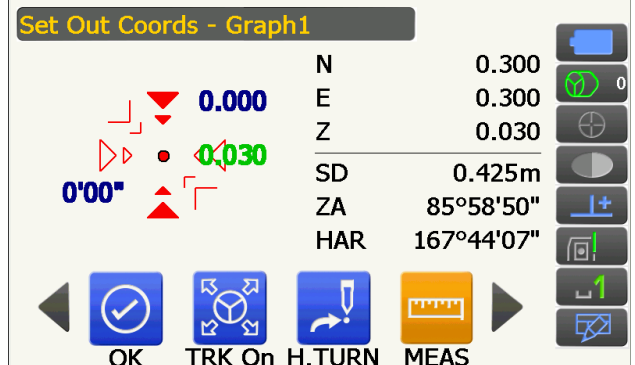 Set Out Coords - Graph1
N 0.300
0.000
E 0.300
0
Z 0.030
0.030
SD 0.425m
0'00"
ZA 85°58'50"
HAR 167°44'07"
1
OK TRK On H.TURN MEAS